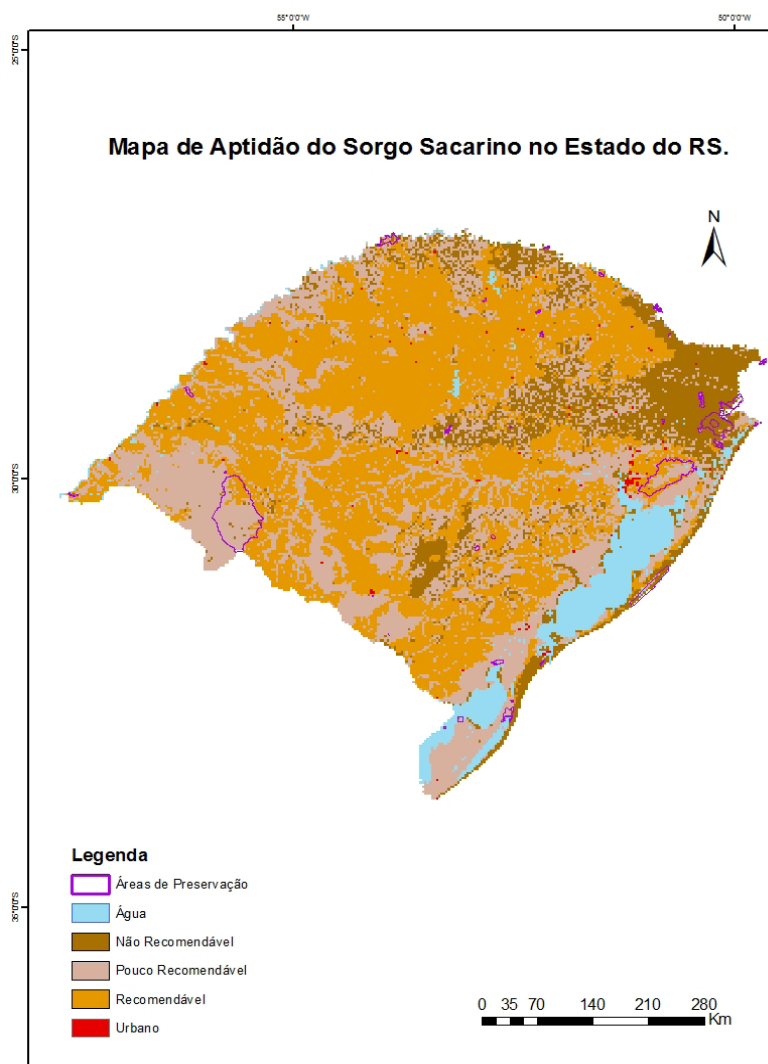 55°0'0"W
50°0'0"W
25°0'0"S
Mapa de Aptidão do Sorgo Sacarino no Estado do RS.
N
30°0'0"S
Legenda
Áreas de Preservação
Água
35°0'0"S
Não Recomendável
Pouco Recomendável
Recomendável
Urbano
0 35 70 140 210 280
Km